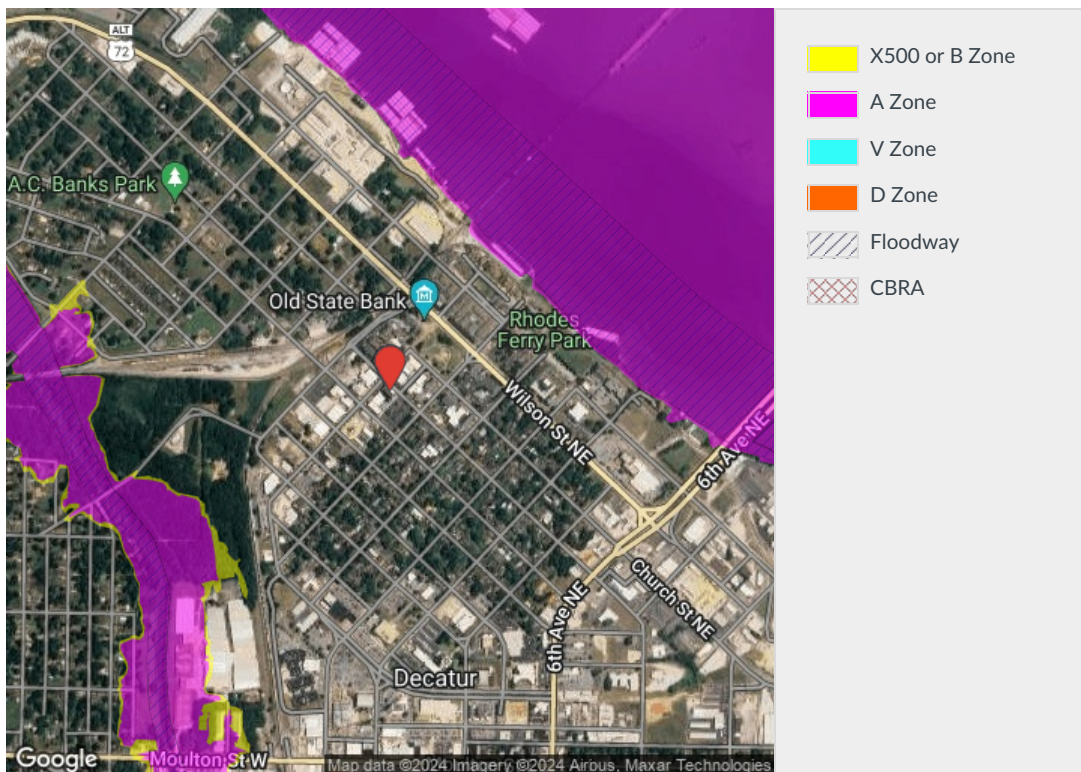 ALT
72
A.C. Banks Park
Old State Bank
Rhodes
Ferry Park
Wilson St NE
6th Ave NE
Church St NE
6th Ave NE
Decatur
Moulton St W
Google
Map data ©2024 Imagery ©2024 Airbus, Maxar Technologies
X500 or B Zone
A Zone
V Zone
D Zone
Floodway
CBRA